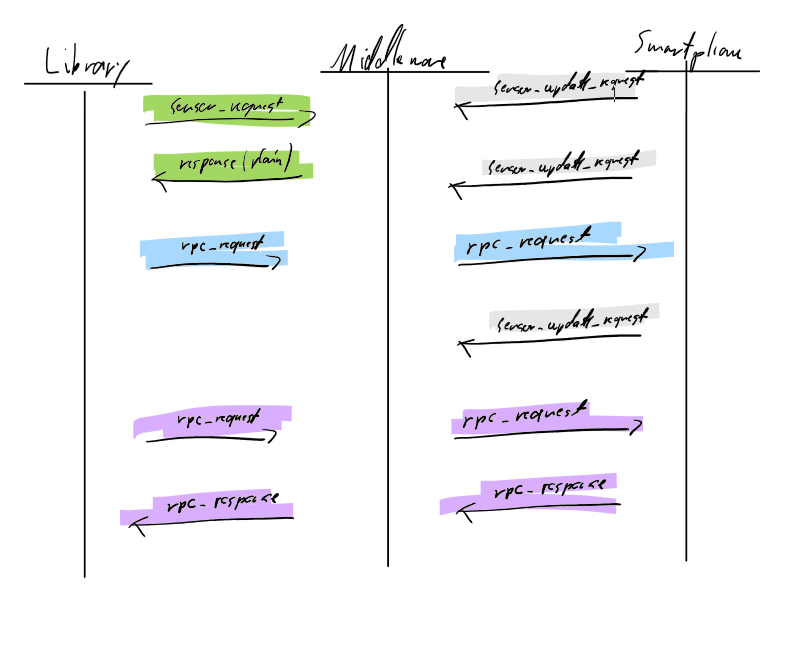 Library
Middleware
Smartphone
sensor_request
sensor_update_request
response (plain)
sensor_update_request
rpc_request
rpc_request
sensor_update_request
rpc_request
rpc_request
rpc_response
rpc_response